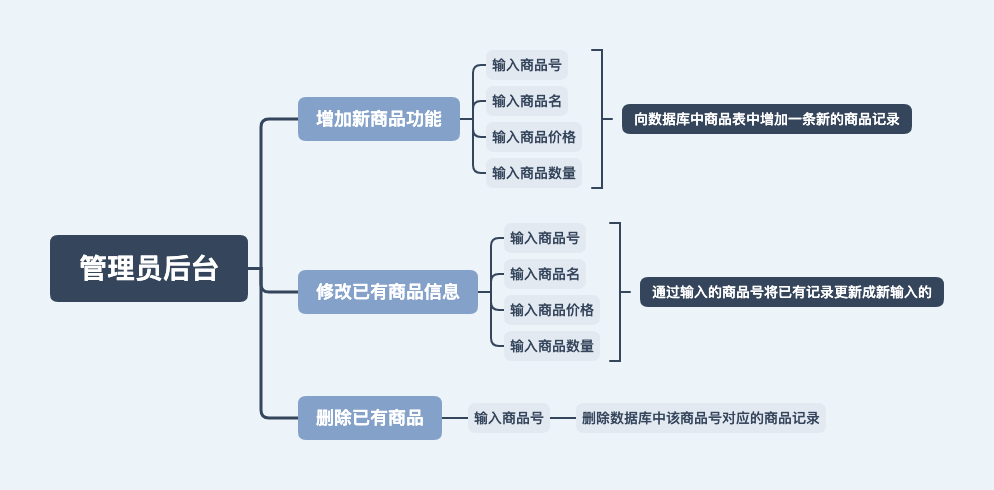 管理员后台
增加新商品功能
输入商品号
输入商品名
输入商品价格
输入商品数量
向数据库中商品表中增加一条新的商品记录
修改已有商品信息
输入商品号
输入商品名
输入商品价格
输入商品数量
通过输入的商品号将已有记录更新成新输入的
删除已有商品
输入商品号
删除数据库中该商品号对应的商品记录